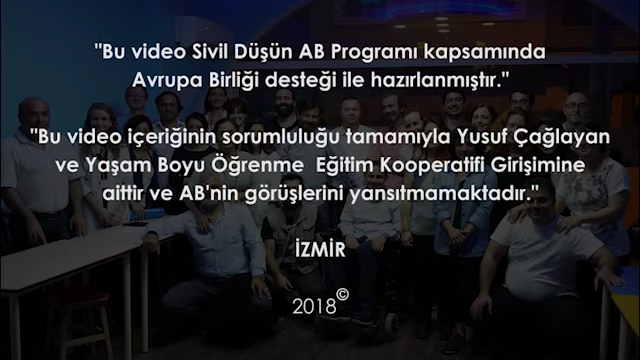 "Bu video Sivil Düşün AB Programı kapsamında
Avrupa Birliği desteği ile hazırlanmıştır."
"Bu video içeriğinin sorumluluğu tamamıyla Yusuf Çağlayan
ve Yaşam Boyu Öğrenme Eğitim Kooperatifi Girişimine
aittir ve AB'nin görüşlerini yansıtmamaktadır."
İZMİR
2018©